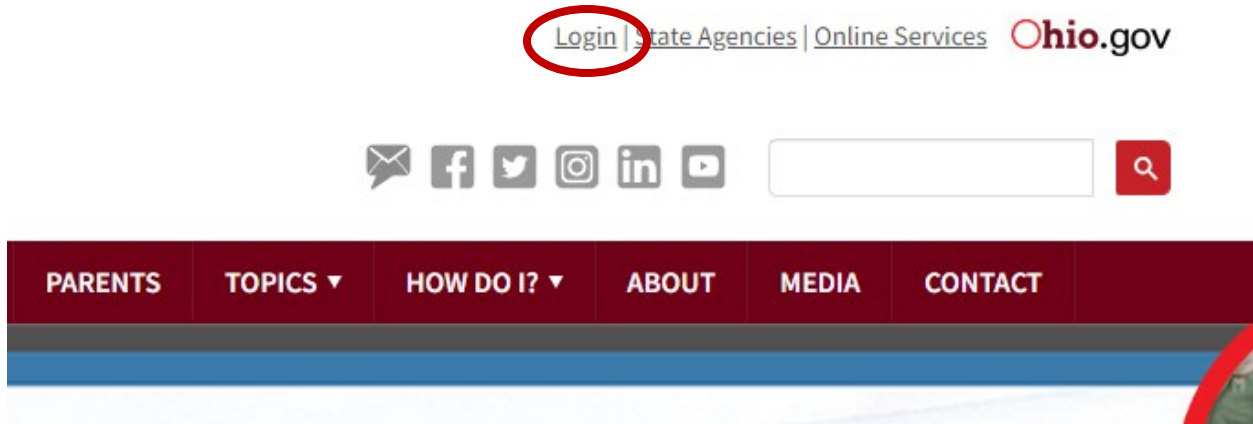 Login | State Agencies | Online Services Ohio.gov
PARENTS TOPICS ▼ HOW DO I? ▼ ABOUT MEDIA CONTACT